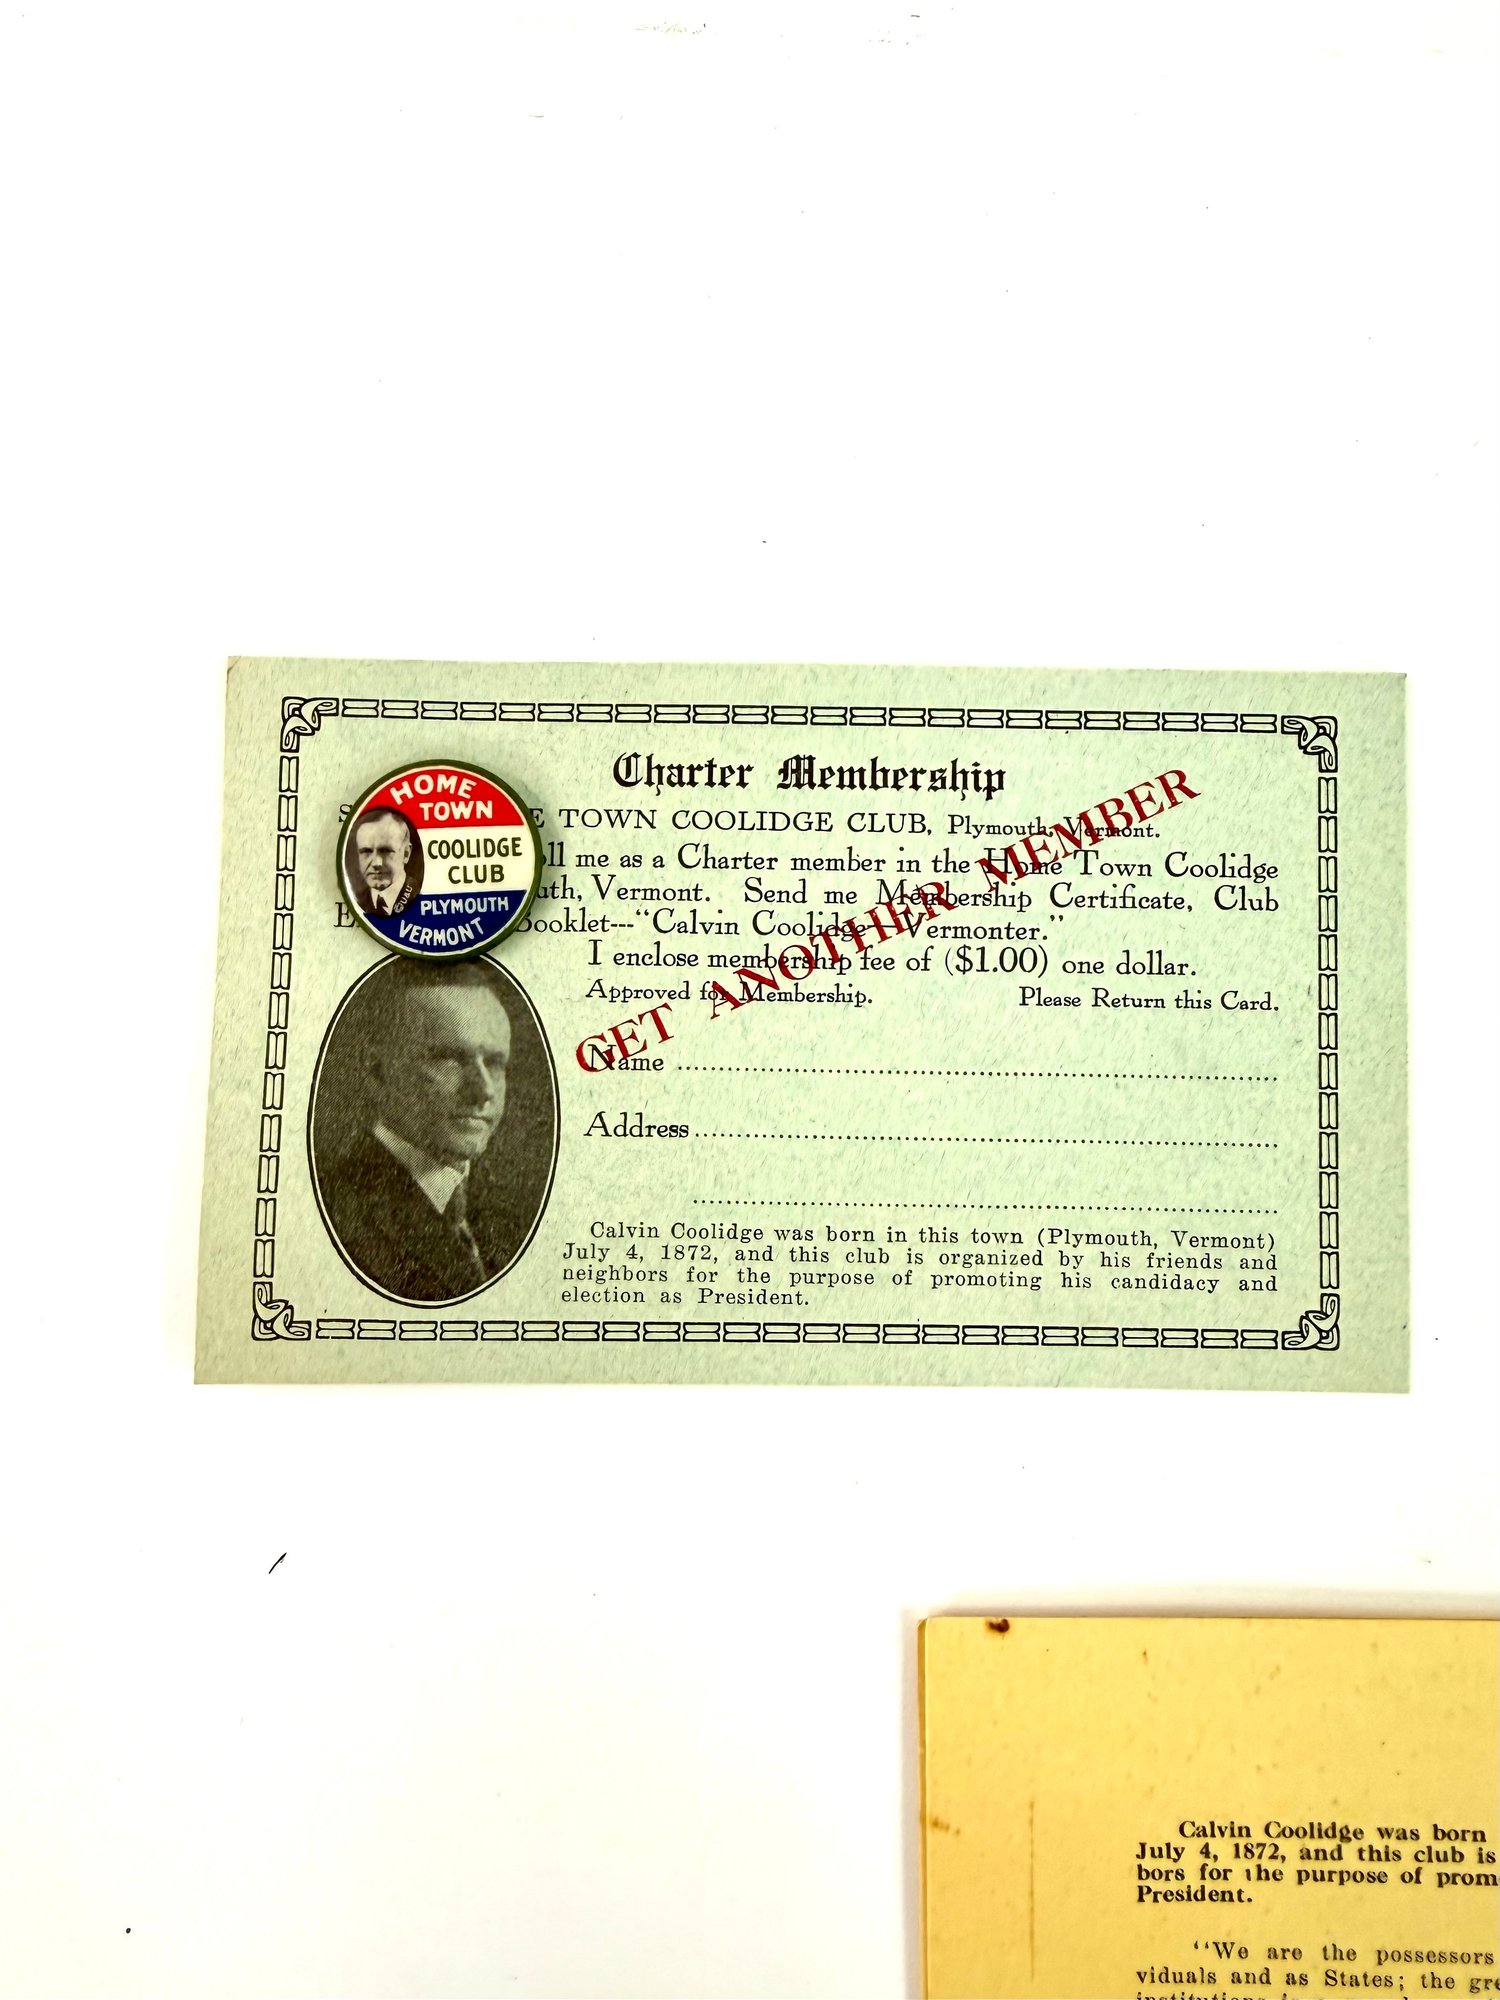 Charter Membership
TOWN COOLIDGE CLUB, Plymouth, Vermont.
me as a Charter member in the Home Town Coolidge
Vermont. Send me Membership Certificate, Club
Booklet---"Calvin Coolidge--Vermonter."
I enclose membership fee of ($1.00) one dollar.
Approved for Membership. Please Return this Card.
GET ANOTHER MEMBER
Name
Address
Calvin Coolidge was born in this town (Plymouth, Vermont)
July 4, 1872, and this club is organized by his friends and
neighbors for the purpose of promoting his candidacy and
election as President.
HOME
TOWN
COOLIDGE
CLUB
PLYMOUTH
VERMONT
©U&U
Calvin Coolidge was born
July 4, 1872, and this club is
bors for the purpose of prom
President.
"We are the possessors
viduals and as States; the gre